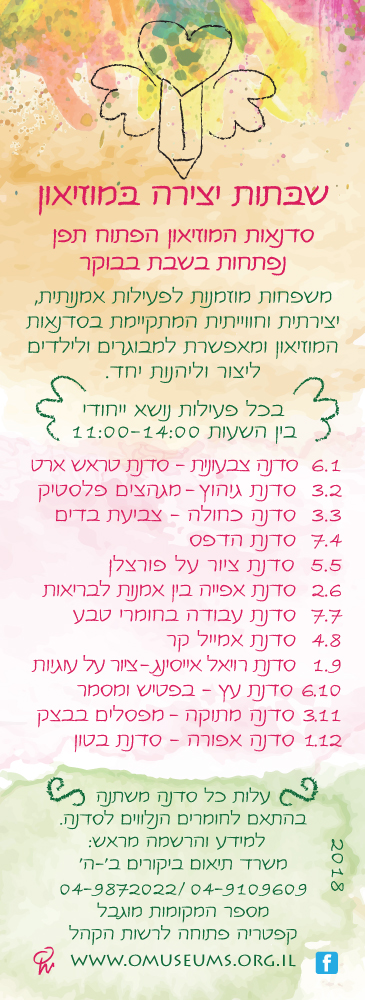 שבתות יצירה במוזיאון
סדנאות המוזיאון הפתוח תפן
נפתחות בשבת בבוקר
משפחות מוזמנות לפעילות אמנותית,
יצירתית וחווייתית המתקיימת בסדנאות
המוזיאון ומאפשרת למבוגרים ולילדים
ליצור וליהנות יחד.
בכל פעילות נושא ייחודי
בין השעות 11:00-14:00
6.1 סדנה צבעונית - סדנת טראש ארט
3.2 סדנת גיהוץ - מגהצים פלסטיק
3.3 סדנה כחולה - צביעת בדים
7.4 סדנת הדפס
5.5 סדנת ציור על פורצלן
2.6 סדנת אפייה בין אמנות לבריאות
7.7 סדנת עבודה בחומרי טבע
4.8 סדנת אמייל קר
1.9 סדנת רויאל אייסינג - ציור על עוגיות
6.10 סדנת עץ - בפטיש ומסמר
3.11 סדנה מתוקה - מפסלים בבצק
1.12 סדנה אפורה - סדנת בטון
עלות כל סדנה משתנה
בהתאם לחומרים הנלווים לסדנה.
למידע והרשמה מראש:
משרד תיאום ביקורים ב'-ה'
04-9872022/ 04-9109609
מספר המקומות מוגבל
קפטריה פתוחה לרשות הקהל
WWW.OMUSEUMS.ORG.IL
f
2018